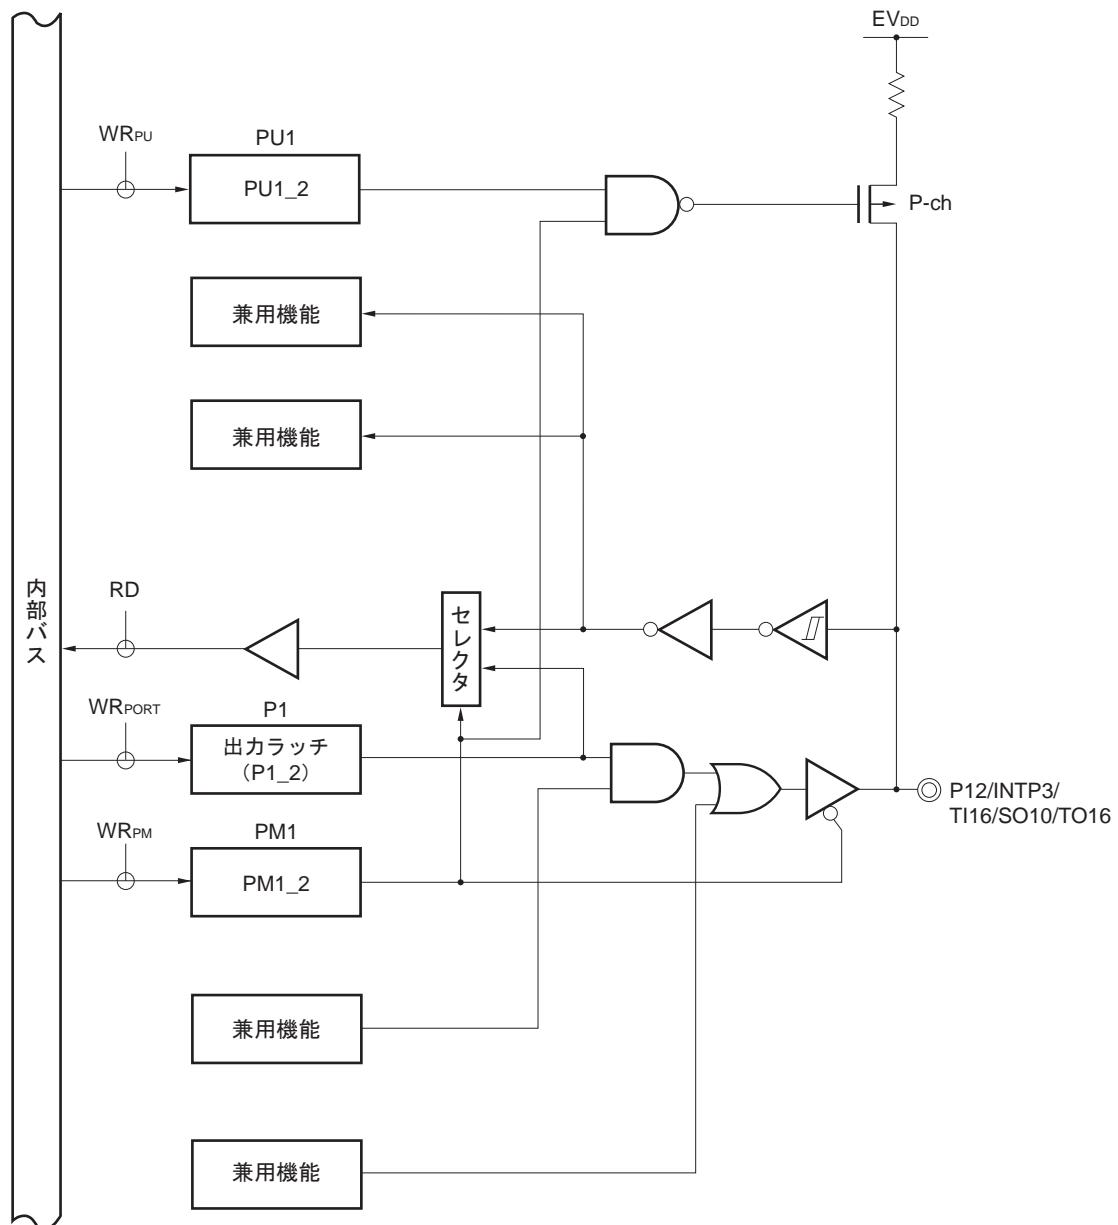 EVDD
WRPU
PU1
PU1_2
P-ch
兼用機能
兼用機能
内部バス
RD
セレクタ
WRPORT
P1
出力ラッチ
（P1_2）
P12/INTP3/
TI16/SO10/TO16
WRPM
PM1
PM1_2
兼用機能
兼用機能